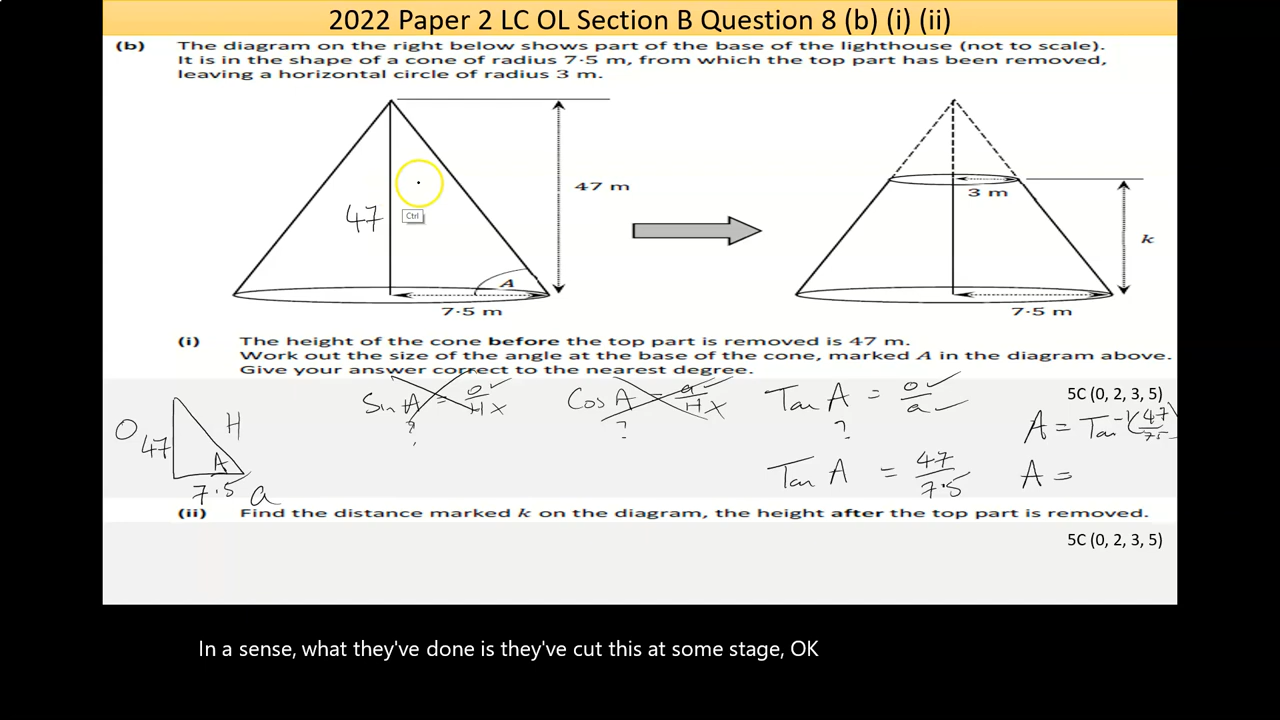 2022 Paper 2 LC OL Section B Question 8 (b) (i) (ii)
(b) The diagram on the right below shows part of the base of the lighthouse (not to scale).
It is in the shape of a cone of radius 7·5 m, from which the top part has been removed,
leaving a horizontal circle of radius 3 m.
47 m
47
Ctrl
A
7·5 m
3 m
k
7·5 m
(i) The height of the cone before the top part is removed is 47 m.
Work out the size of the angle at the base of the cone, marked A in the diagram above.
Give your answer correct to the nearest degree.
5C (0, 2, 3, 5)
O
47
H
A
7.5
a
Sin A = O/H
?
Cos A = a/H
?
Tan A = O/a
?
Tan A = 47/7.5
A = Tan⁻¹(47/7.5)
A =
(ii) Find the distance marked k on the diagram, the height after the top part is removed.
5C (0, 2, 3, 5)
In a sense, what they've done is they've cut this at some stage, OK